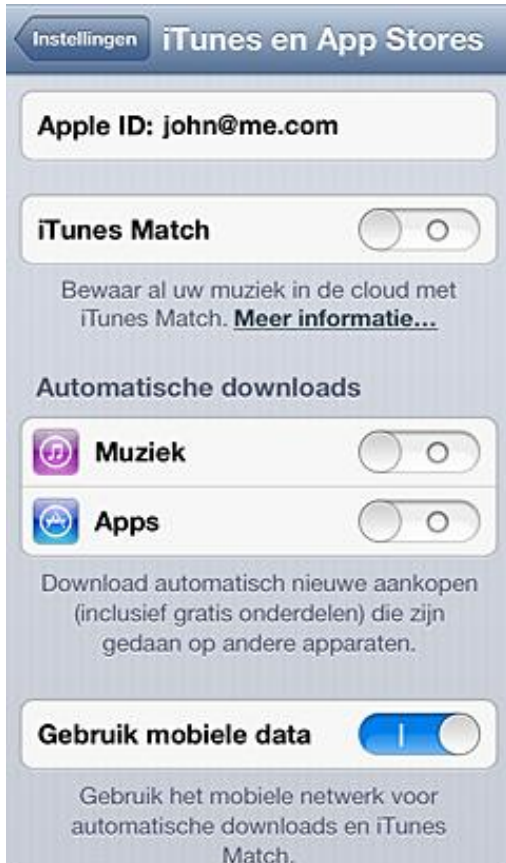 Instellingen
iTunes en App Stores
Apple ID: john@me.com
iTunes Match
Bewaar al uw muziek in de cloud met
iTunes Match. Meer informatie...
Automatische downloads
Muziek
Apps
Download automatisch nieuwe aankopen
(inclusief gratis onderdelen) die zijn
gedaan op andere apparaten.
Gebruik mobiele data
Gebruik het mobiele netwerk voor
automatische downloads en iTunes
Match.